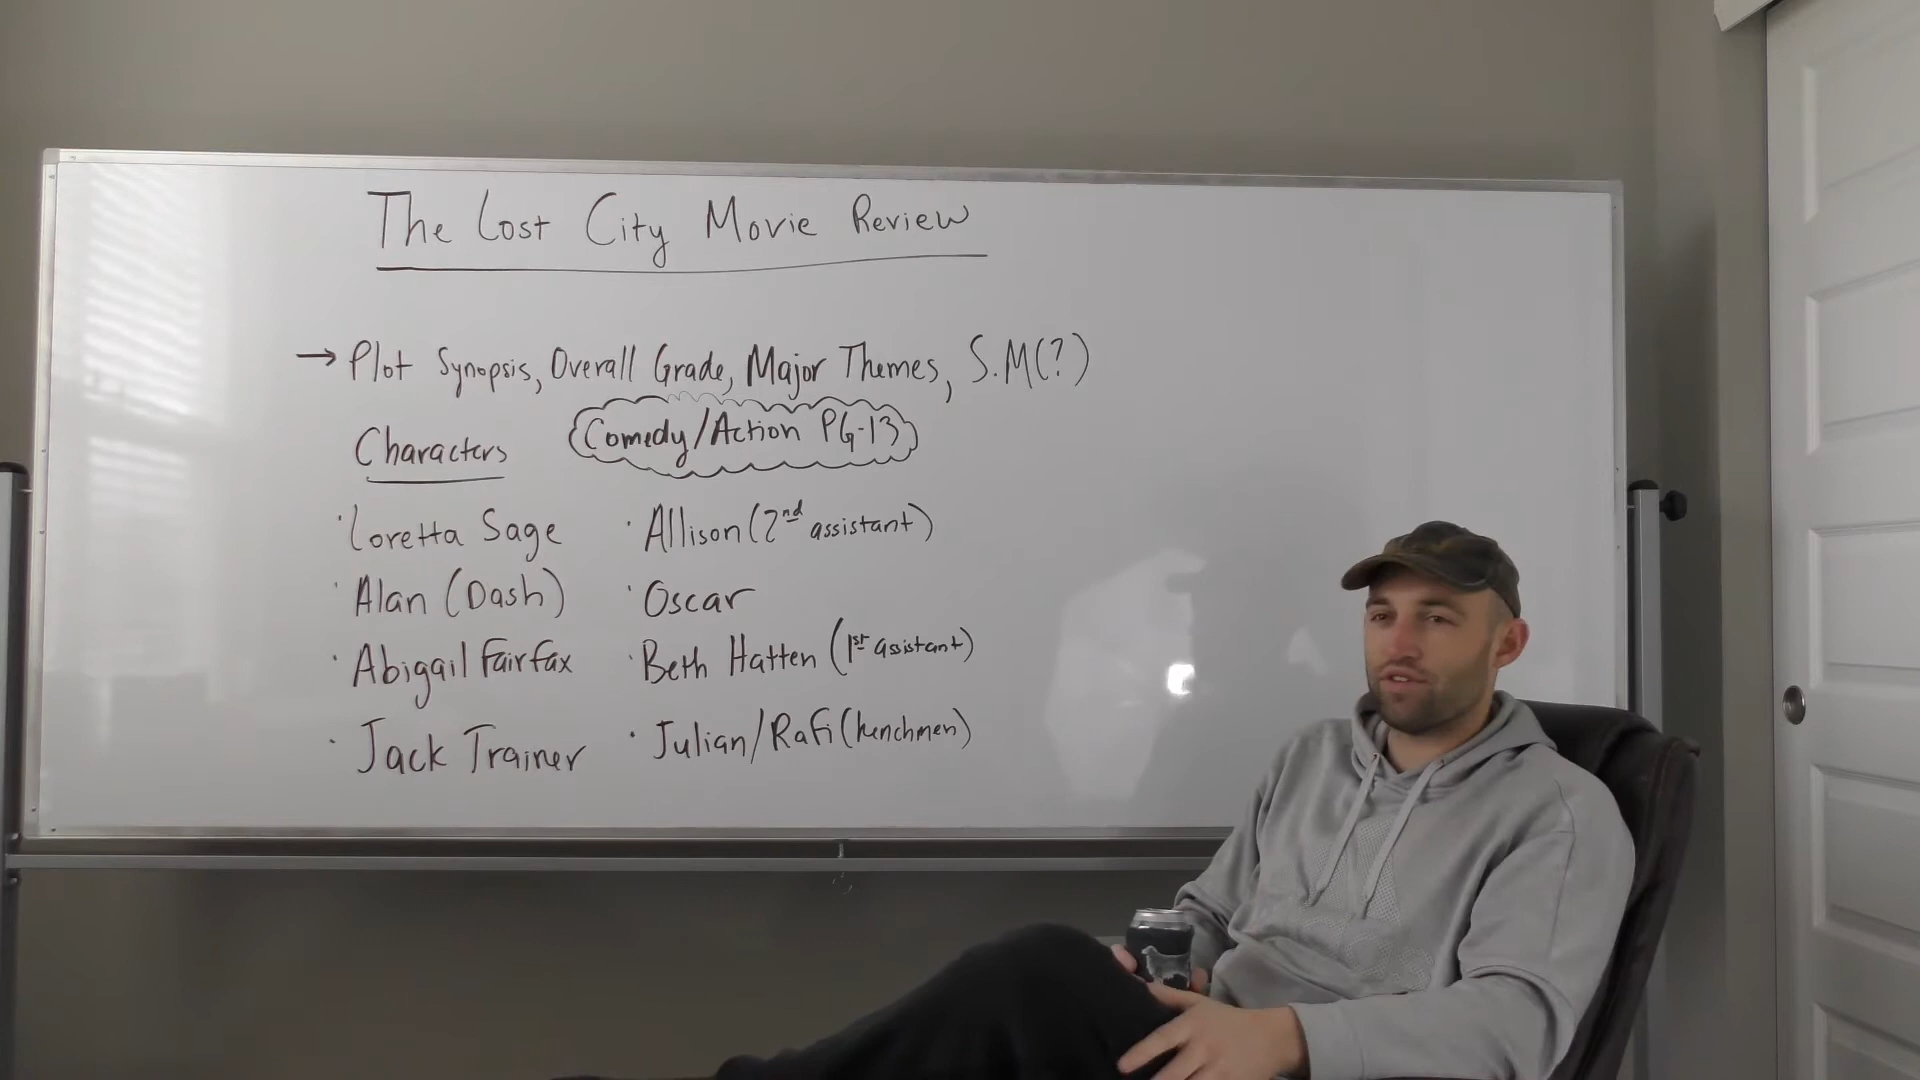 The Lost City Movie Review
→ Plot Synopsis, Overall Grade, Major Themes, S.M(?)
Characters
Comedy/Action PG-13
· Loretta Sage
· Alan (Dash)
· Abigail Fairfax
· Jack Trainer
· Allison (2nd assistant)
· Oscar
· Beth Hatten (1st assistant)
· Julian/Rafi (henchmen)